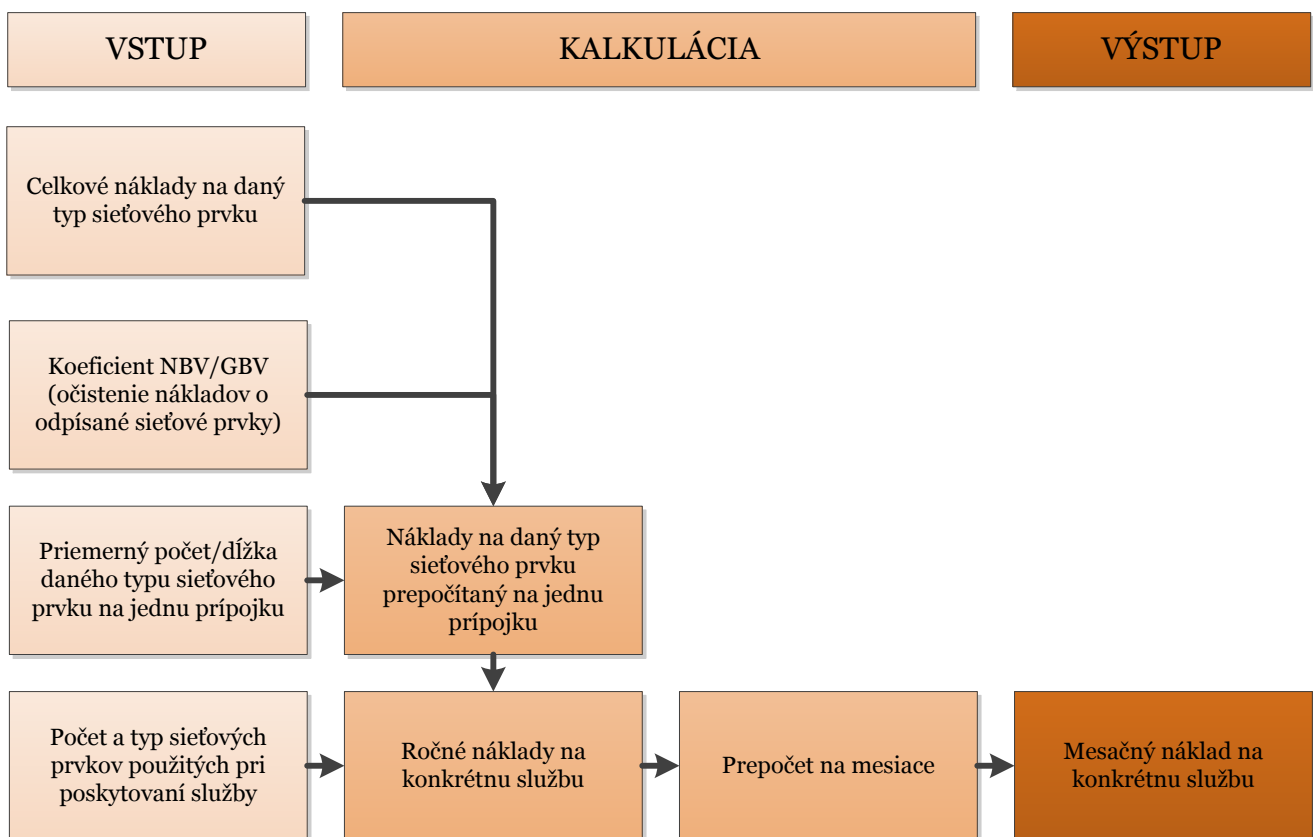 VSTUP
KALKULÁCIA
VÝSTUP
Celkové náklady na daný
typ sieťového prvku
Koeficient NBV/GBV
(očistenie nákladov o
odpísané sieťové prvky)
Priemerný počet/dĺžka
daného typu sieťového
prvku na jednu prípojku
Náklady na daný typ
sieťového prvku
prepočítaný na jednu
prípojku
Počet a typ sieťových
prvkov použitých pri
poskytovaní služby
Ročné náklady na
konkrétnu službu
Prepočet na mesiace
Mesačný náklad na
konkrétnu službu